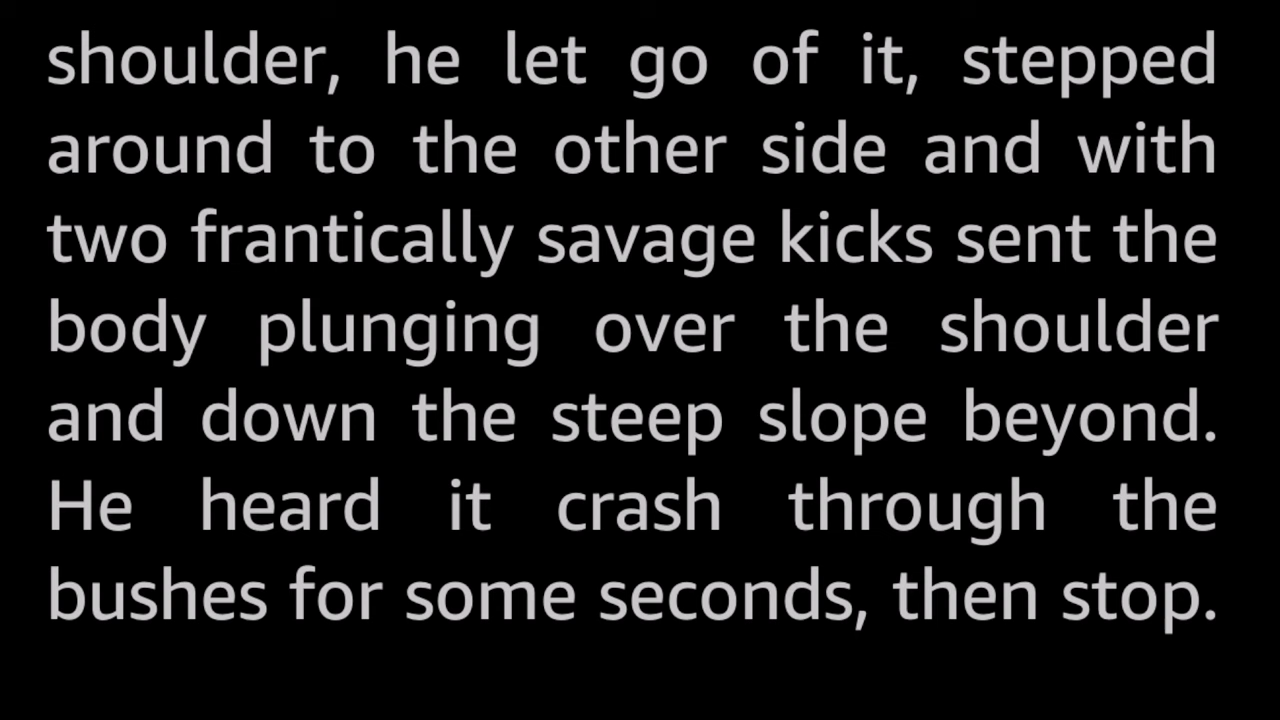 shoulder, he let go of it, stepped
around to the other side and with
two frantically savage kicks sent the
body plunging over the shoulder
and down the steep slope beyond.
He heard it crash through the
bushes for some seconds, then stop.